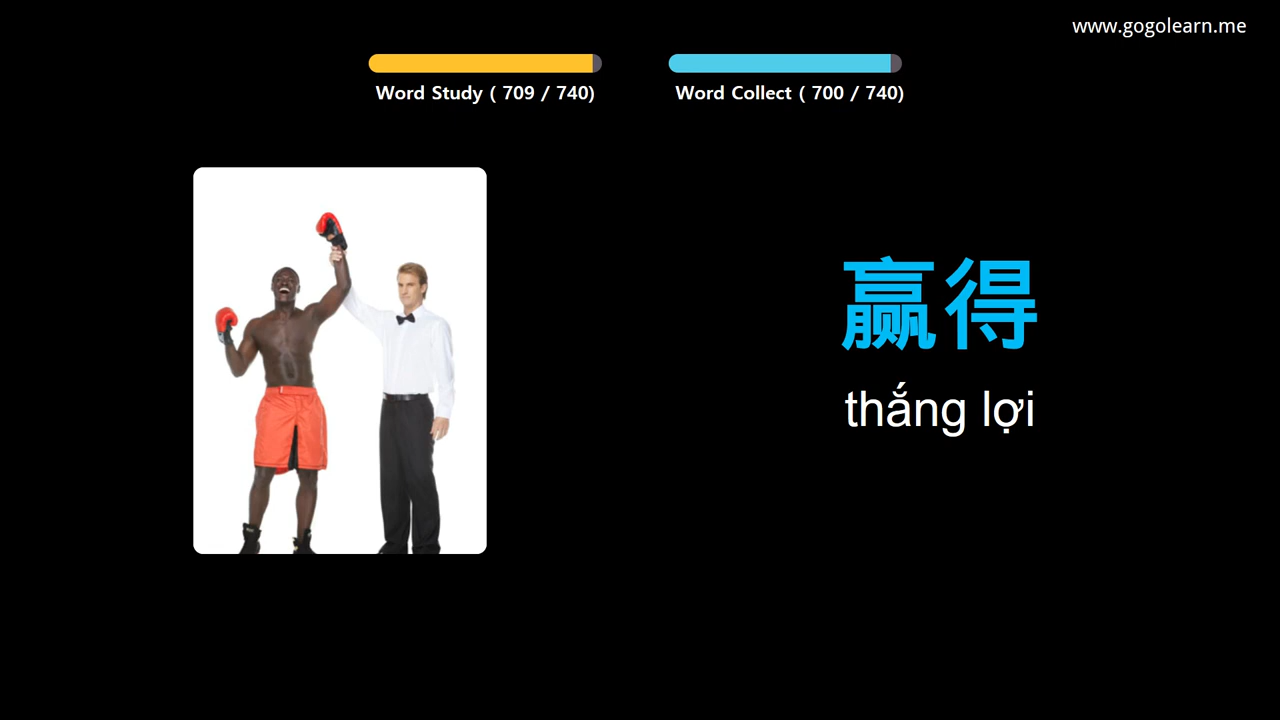 www.gogolearn.me
Word Study ( 709 / 740)
Word Collect ( 700 / 740)
赢得
thắng lợi